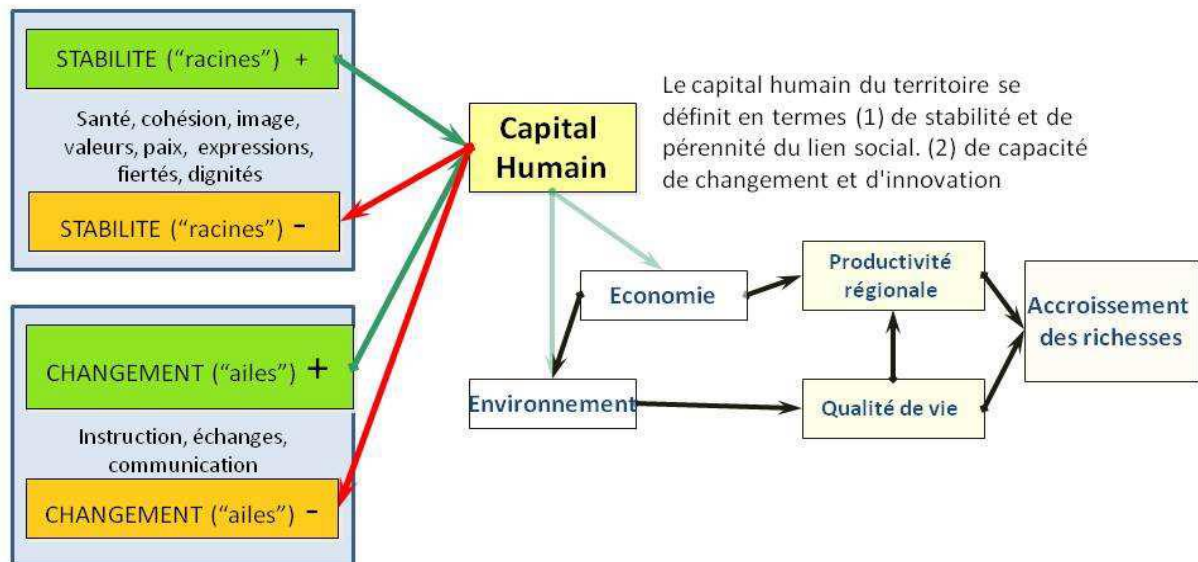 STABILITE (“racines”) +
Santé, cohésion, image,
valeurs, paix, expressions,
fiertés, dignités
STABILITE (“racines”) -
CHANGEMENT (“ailes”) +
Instruction, échanges,
communication
CHANGEMENT (“ailes”) -
Capital
Humain
Le capital humain du territoire se
définit en termes (1) de stabilité et de
pérennité du lien social. (2) de capacité
de changement et d'innovation
Economie
Environnement
Productivité
régionale
Qualité de vie
Accroissement
des richesses